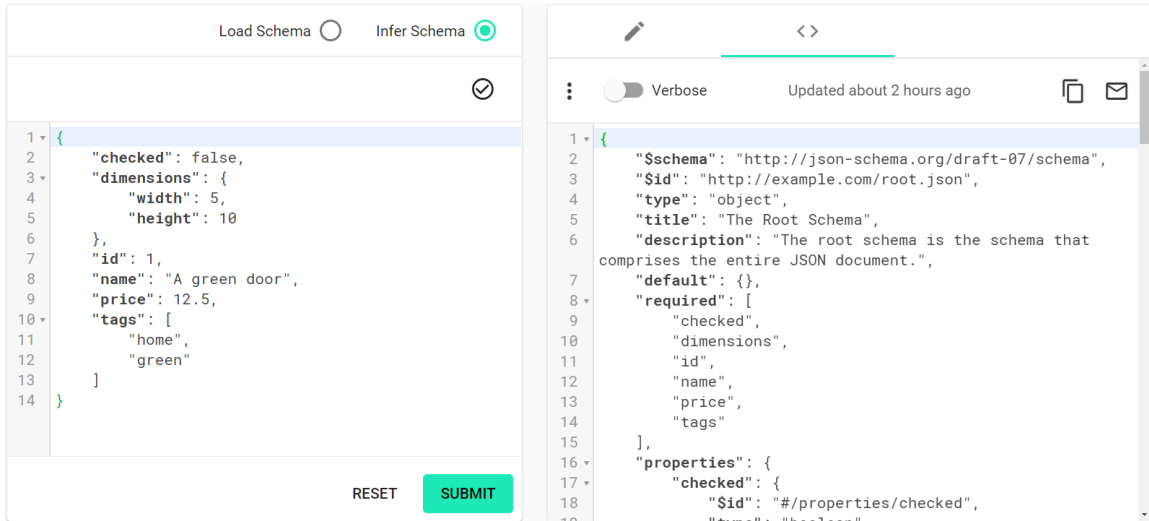 Load Schema
Infer Schema
1 {
2     "checked": false,
3     "dimensions": {
4         "width": 5,
5         "height": 10
6     },
7     "id": 1,
8     "name": "A green door",
9     "price": 12.5,
10     "tags": [
11         "home",
12         "green"
13     ]
14 }
RESET
SUBMIT
<>
Verbose
Updated about 2 hours ago
1 {
2     "$schema": "http://json-schema.org/draft-07/schema",
3     "$id": "http://example.com/root.json",
4     "type": "object",
5     "title": "The Root Schema",
6     "description": "The root schema is the schema that
comprises the entire JSON document.",
7     "default": {},
8     "required": [
9         "checked",
10         "dimensions",
11         "id",
12         "name",
13         "price",
14         "tags"
15     ],
16     "properties": {
17         "checked": {
18             "$id": "#/properties/checked",